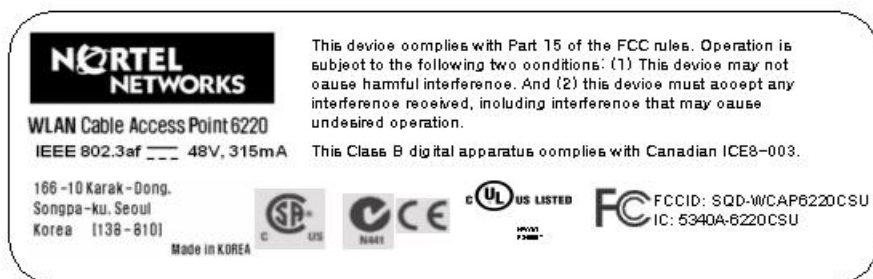 NORTEL
NETWORKS
WLAN Cable Access Point 6220
IEEE 802.3af 48V, 315mA
166-10 Karak-Dong.
Songpa-ku. Seoul
Korea [138-810]
Made in KOREA
This device complies with Part 15 of the FCC rules. Operation is
subject to the following two conditions: (1) This device may not
cause harmful interference. And (2) this device must accept any
interference received, including interference that may cause
undesired operation.
This Class B digital apparatus complies with Canadian ICES-003.
C SA US
N441
CE
c UL US LISTED
FC
FCCID: SQD-WCAP6220CSU
IC: 5340A-6220CSU